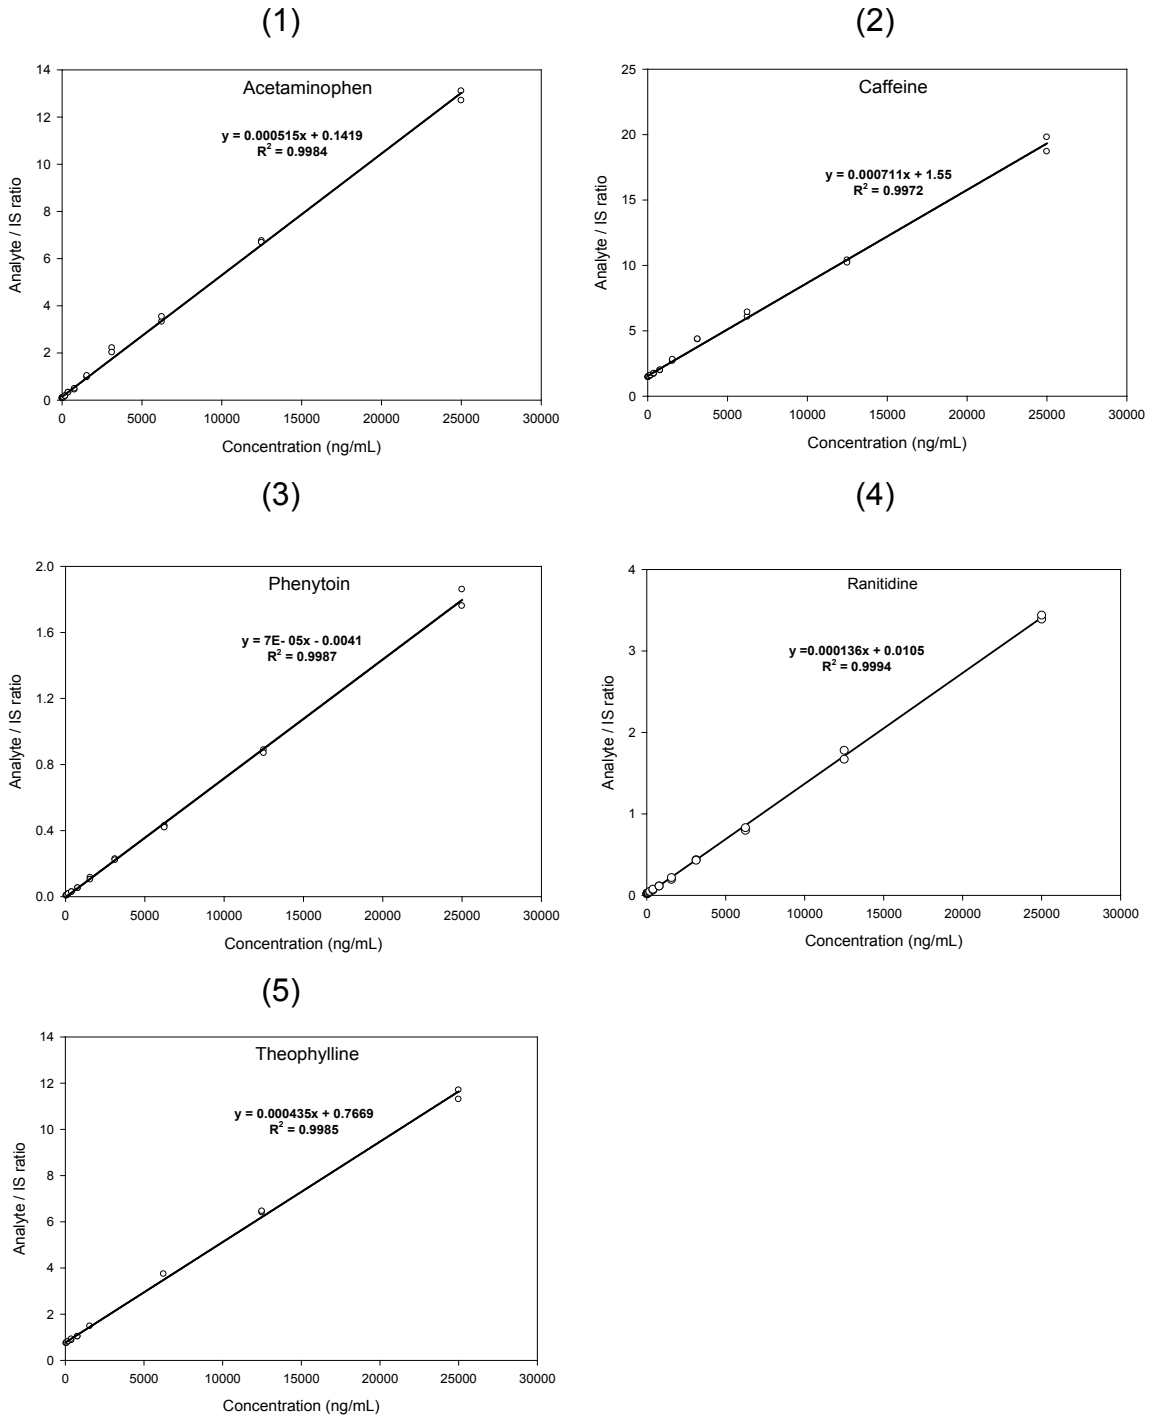 (1)
Acetaminophen
y = 0.000515x + 0.1419
R² = 0.9984
14
12
10
8
6
4
2
0
0 5000 10000 15000 20000 25000 30000
Analyte / IS ratio
Concentration (ng/mL)
(2)
Caffeine
y = 0.000711x + 1.55
R² = 0.9972
25
20
15
10
5
0
0 5000 10000 15000 20000 25000 30000
Analyte / IS ratio
Concentration (ng/mL)
(3)
Phenytoin
y = 7E- 05x - 0.0041
R² = 0.9987
2.0
1.6
1.2
0.8
0.4
0.0
0 5000 10000 15000 20000 25000 30000
Analyte / IS ratio
Concentration (ng/mL)
(4)
Ranitidine
y =0.000136x + 0.0105
R² = 0.9994
4
3
2
1
0
0 5000 10000 15000 20000 25000 30000
Analyte / IS ratio
Concentration (ng/mL)
(5)
Theophylline
y = 0.000435x + 0.7669
R² = 0.9985
14
12
10
8
6
4
2
0
0 5000 10000 15000 20000 25000 30000
Analyte / IS ratio
Concentration (ng/mL)